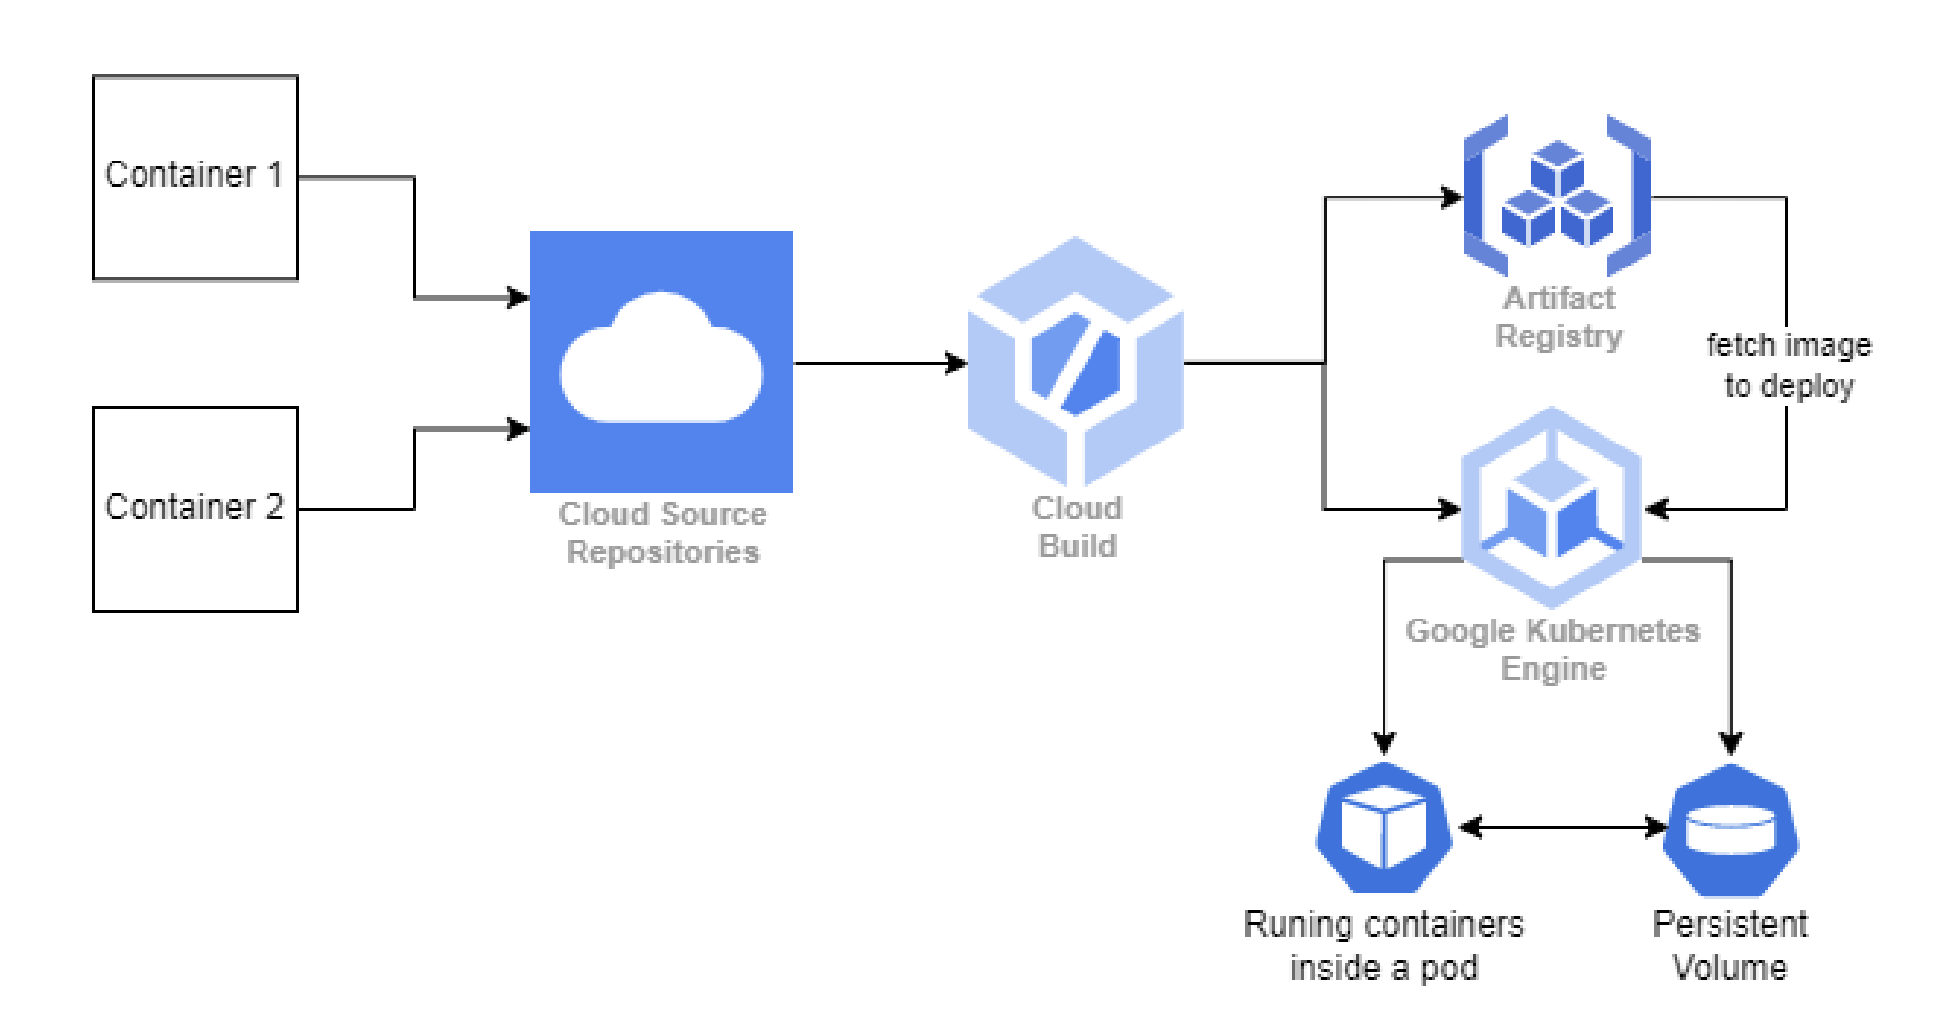 Container 1
Container 2
Cloud Source
Repositories
Cloud
Build
Artifact
Registry
fetch image
to deploy
Google Kubernetes
Engine
Runing containers
inside a pod
Persistent
Volume